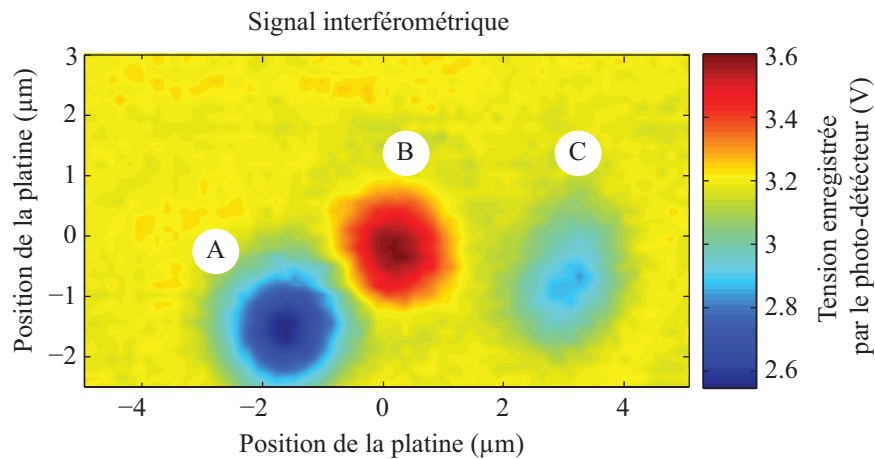 Signal interférométrique
3
2
1
0
−1
−2
Position de la platine (µm)
A
B
C
−4
−2
0
2
4
Position de la platine (µm)
3.6
3.4
3.2
3
2.8
2.6
Tension enregistrée
par le photo-détecteur (V)